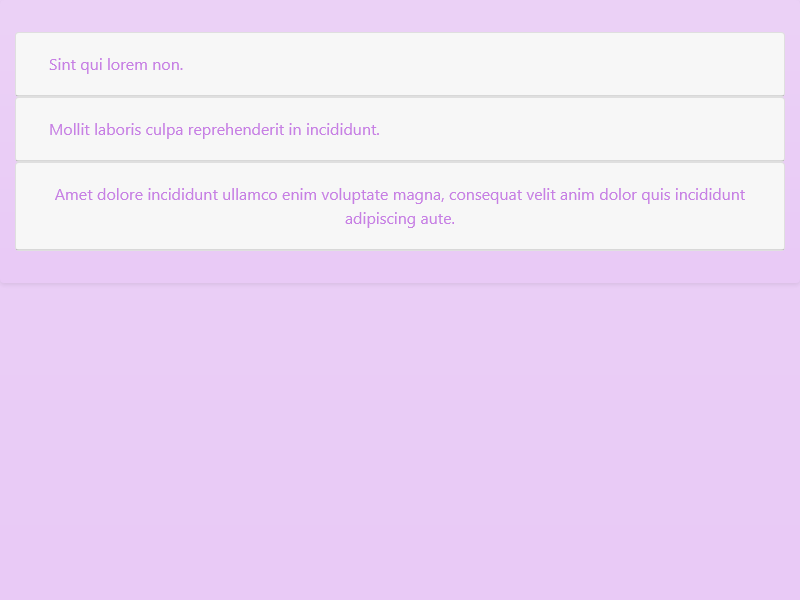 Sint qui lorem non.
Mollit laboris culpa reprehenderit in incididunt.
Amet dolore incididunt ullamco enim voluptate magna, consequat velit anim dolor quis incididunt
adipiscing aute.